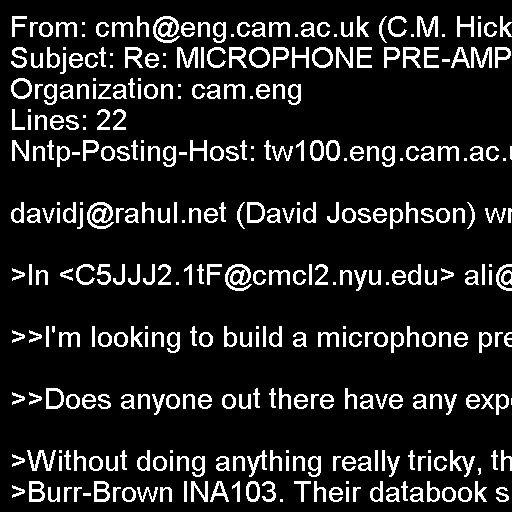 From: cmh@eng.cam.ac.uk (C.M. Hick
Subject: Re: MICROPHONE PRE-AMP
Organization: cam.eng
Lines: 22
Nntp-Posting-Host: tw100.eng.cam.ac.
davidj@rahul.net (David Josephson) wr
>In <C5JJJ2.1tF@cmcl2.nyu.edu> ali@
>>I'm looking to build a microphone pre
>>Does anyone out there have any exp
>Without doing anything really tricky, th
>Burr-Brown INA103. Their databook s